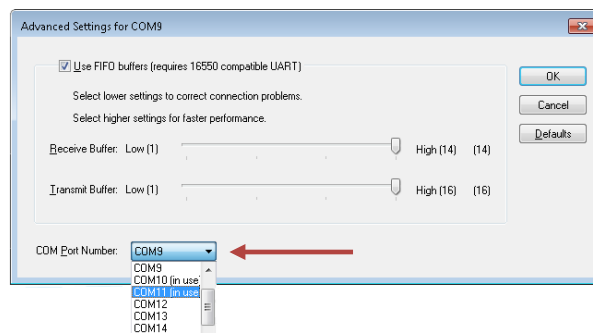 Advanced Settings for COM9
Use FIFO buffers (requires 16550 compatible UART)
OK
Select lower settings to correct connection problems.
Cancel
Select higher settings for faster performance.
Defaults
Receive Buffer: Low (1) High (14) (14)
Transmit Buffer: Low (1) High (16) (16)
COM Port Number: COM9
COM9
COM10 (in use
COM11 (in use
COM12
COM13
COM14